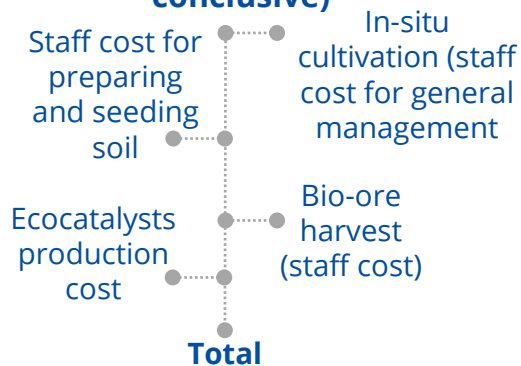 conclusive)
In-situ
cultivation (staff
cost for general
management
Staff cost for
preparing
and seeding
soil
Bio-ore
harvest
(staff cost)
Ecocatalysts
production
cost
Total